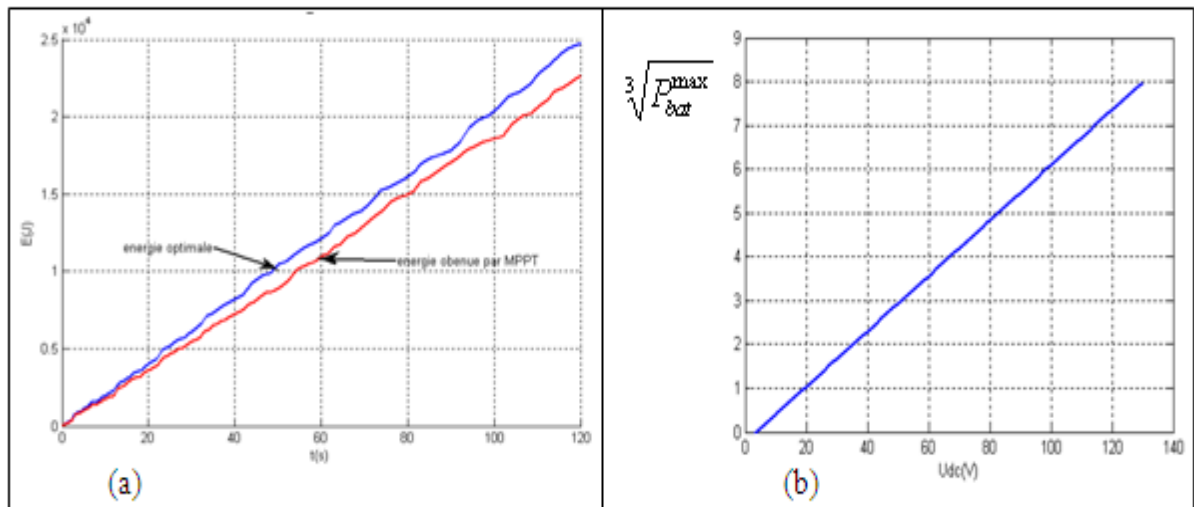 x 10⁴
2.5
2
1.5
1
0.5
0
E(J)
energie optimale
energie obenue par MPPT
0 20 40 60 80 100 120
t(s)
(a)
∛P_bat^max
9
8
7
6
5
4
3
2
1
0
0 20 40 60 80 100 120 140
Udc(V)
(b)